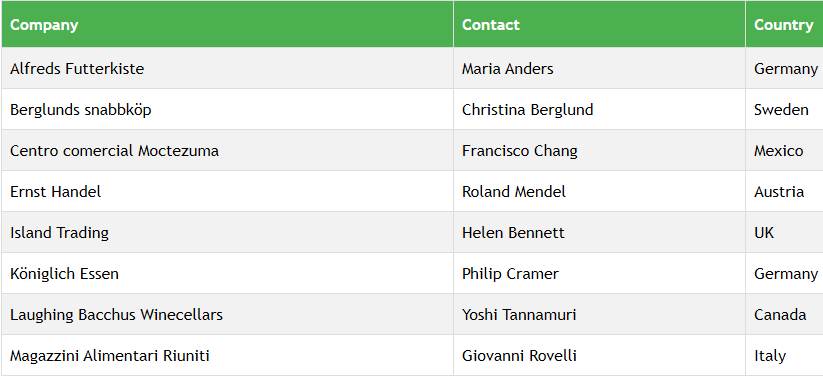 Company Contact Country
Alfreds Futterkiste Maria Anders Germany
Berglunds snabbköp Christina Berglund Sweden
Centro comercial Moctezuma Francisco Chang Mexico
Ernst Handel Roland Mendel Austria
Island Trading Helen Bennett UK
Königlich Essen Philip Cramer Germany
Laughing Bacchus Winecellars Yoshi Tannamuri Canada
Magazzini Alimentari Riuniti Giovanni Rovelli Italy